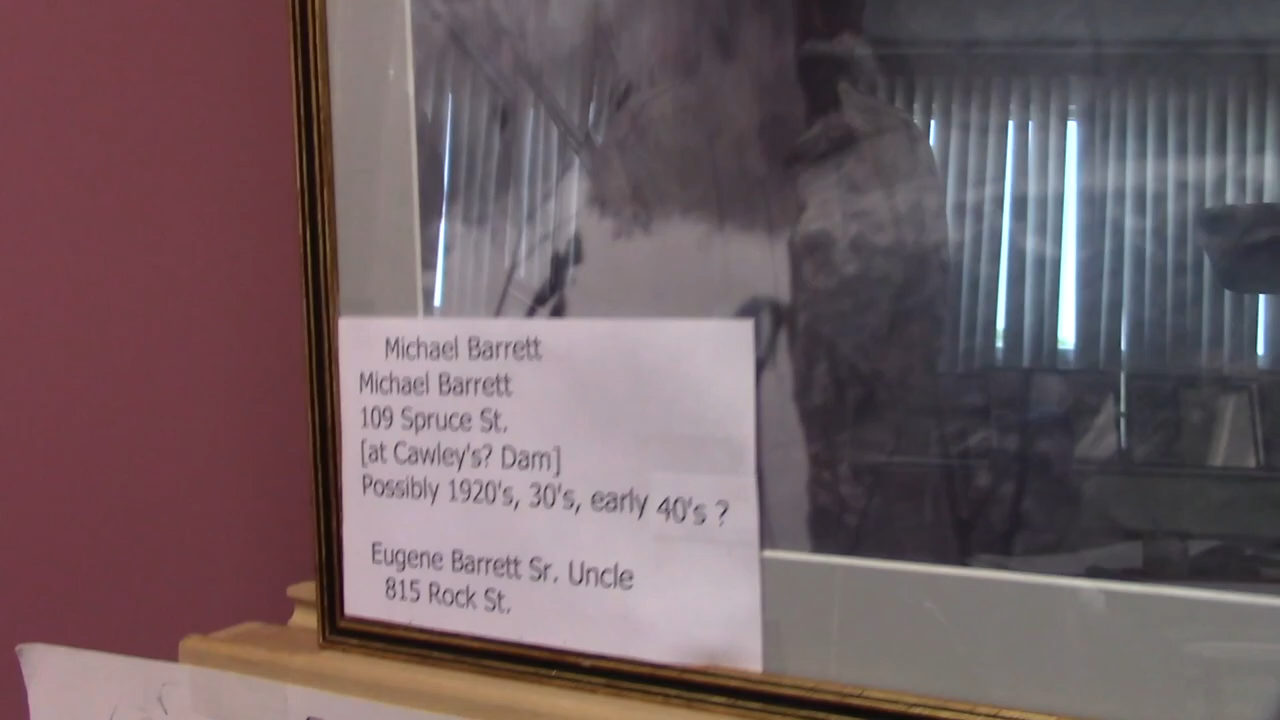 Michael Barrett
Michael Barrett
109 Spruce St.
[at Cawley's? Dam]
Possibly 1920's, 30's, early 40's ?
Eugene Barrett Sr. Uncle
815 Rock St.